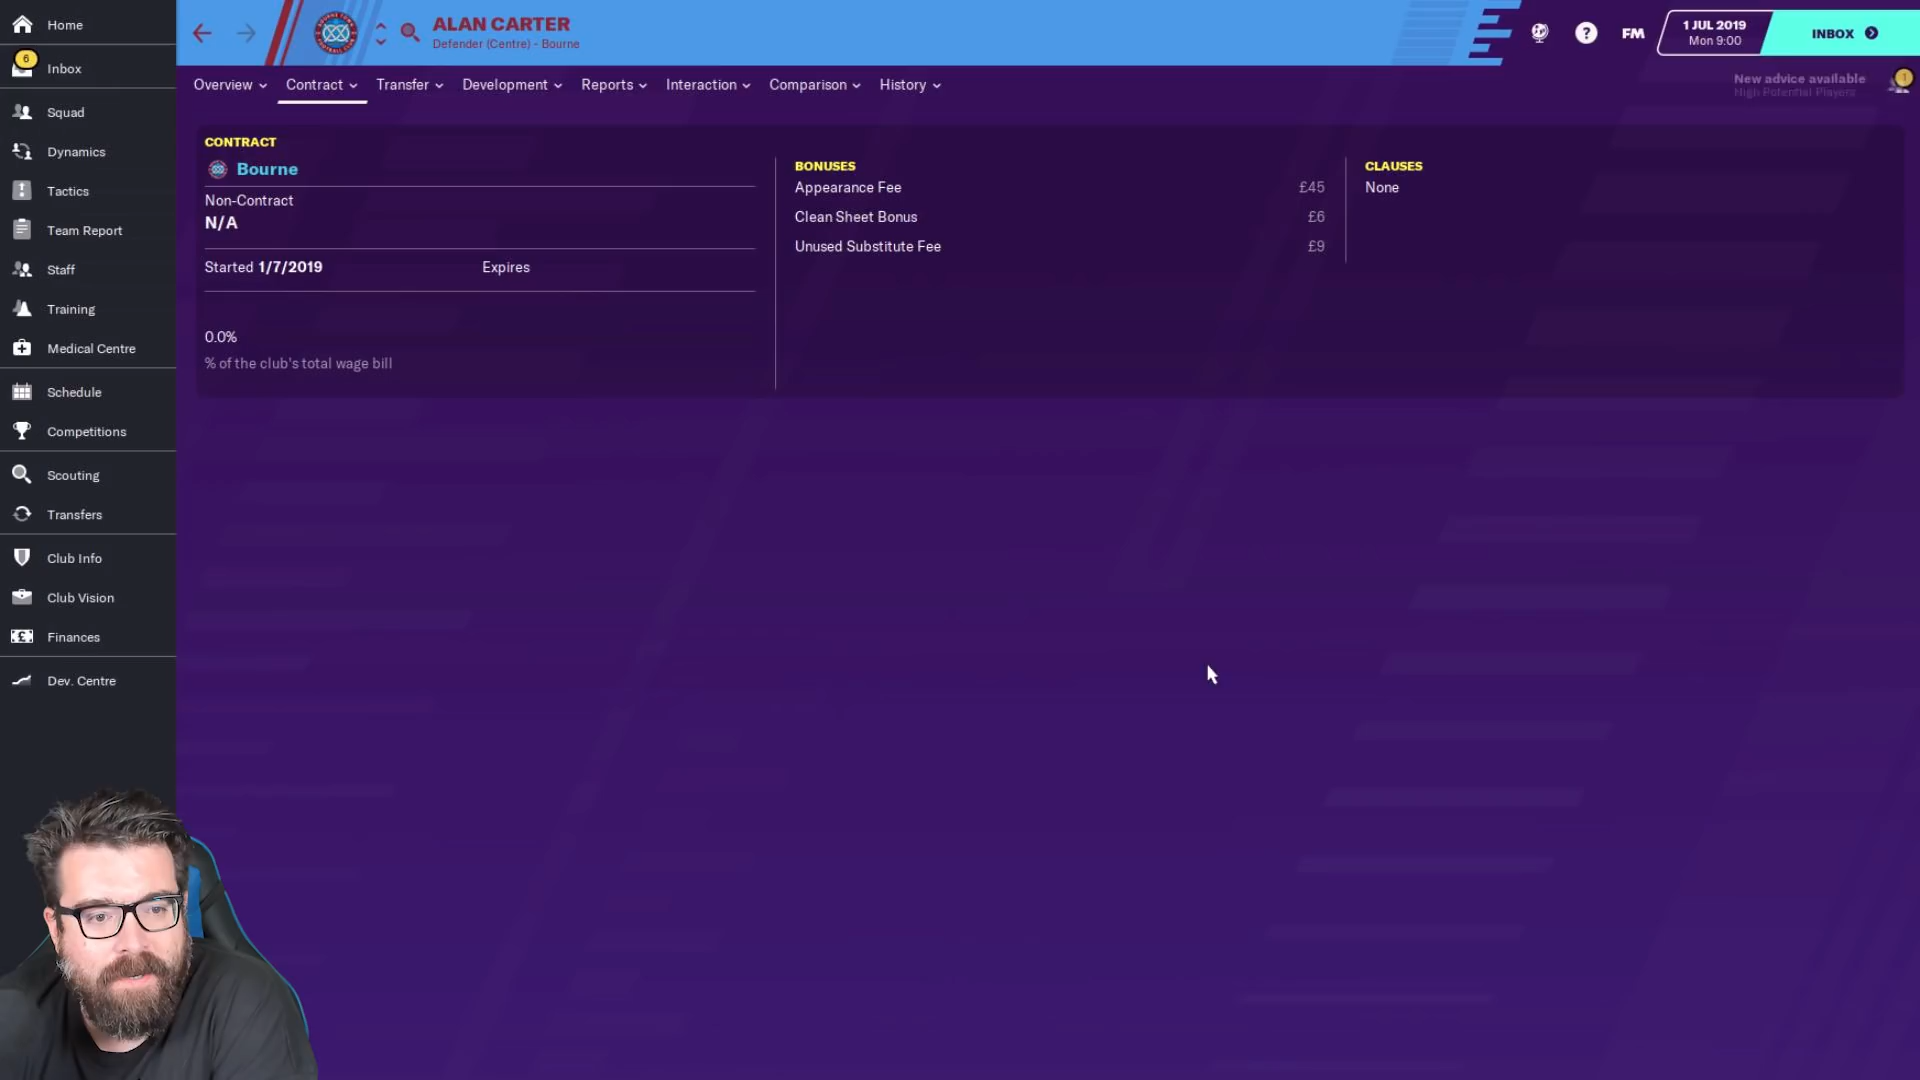 Home
6
Inbox
Squad
Dynamics
Tactics
Team Report
Staff
Training
Medical Centre
Schedule
Competitions
Scouting
Transfers
Club Info
Club Vision
Finances
Dev. Centre
ALAN CARTER
Defender (Centre) - Bourne
?
FM
1 JUL 2019
Mon 9:00
INBOX
Overview
Contract
Transfer
Development
Reports
Interaction
Comparison
History
New advice available
High Potential Players
1
CONTRACT
Bourne
Non-Contract
N/A
Started 1/7/2019
Expires
0.0%
% of the club's total wage bill
BONUSES
Appearance Fee £45
Clean Sheet Bonus £6
Unused Substitute Fee £9
CLAUSES
None